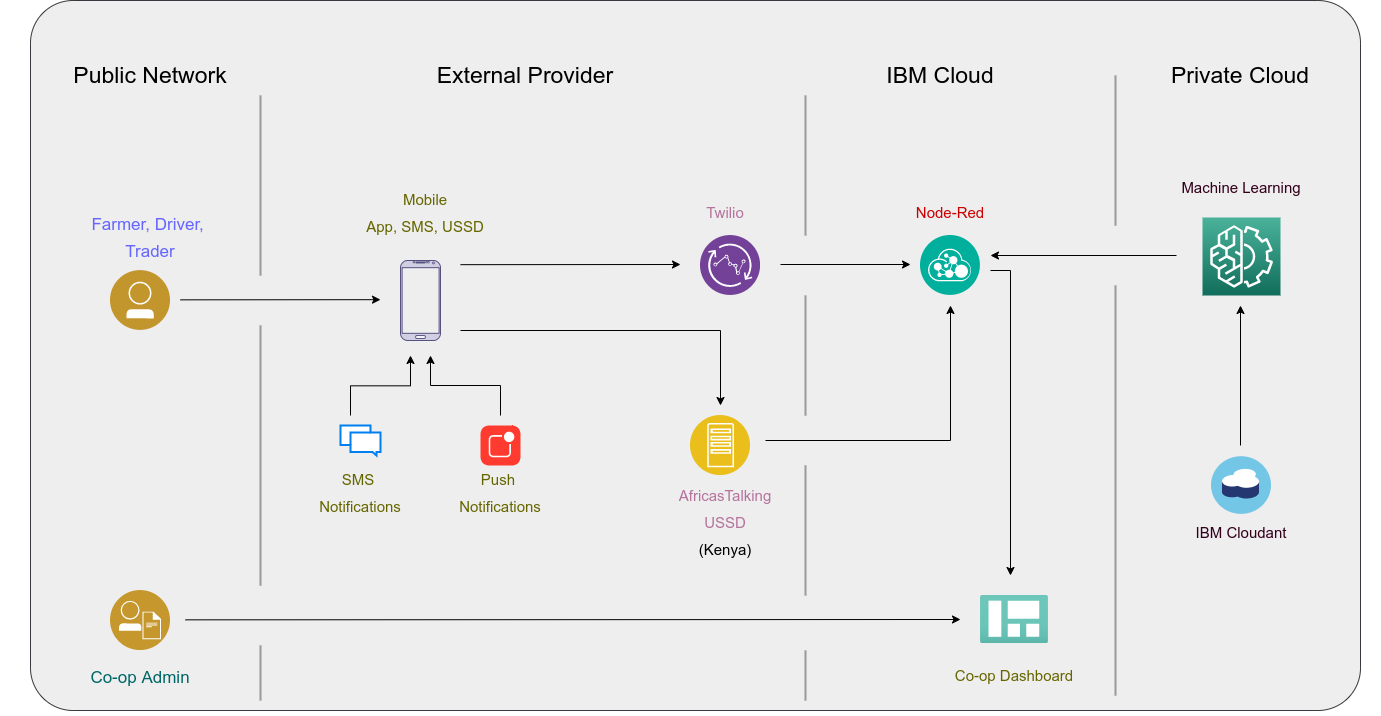 Public Network
External Provider
IBM Cloud
Private Cloud
Farmer, Driver,
Trader
Mobile
App, SMS, USSD
Twilio
Node-Red
Machine Learning
SMS
Notifications
Push
Notifications
AfricasTalking
USSD
(Kenya)
IBM Cloudant
Co-op Admin
Co-op Dashboard